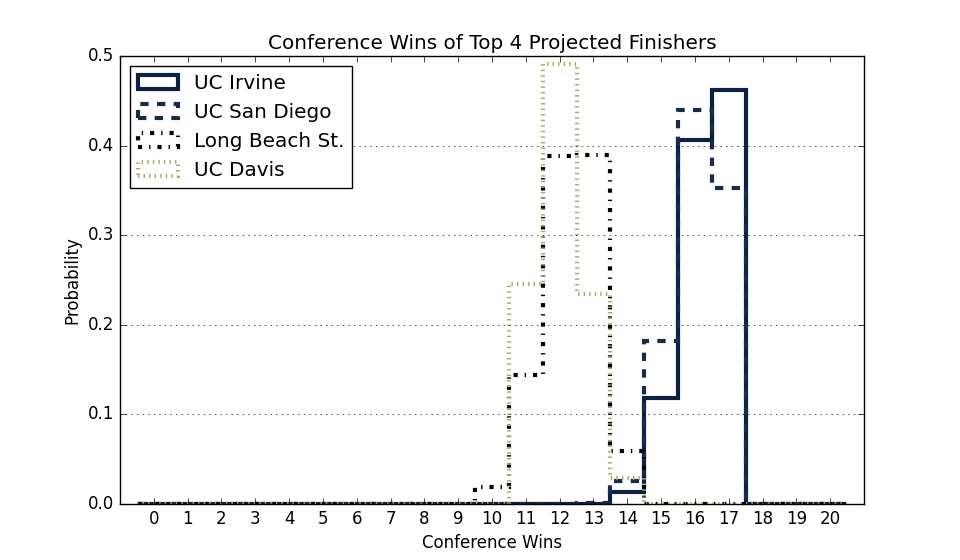 Conference Wins of Top 4 Projected Finishers
UC Irvine
UC San Diego
Long Beach St.
UC Davis
0.5
0.4
0.3
0.2
0.1
0.0
Probability
0 1 2 3 4 5 6 7 8 9 10 11 12 13 14 15 16 17 18 19 20
Conference Wins